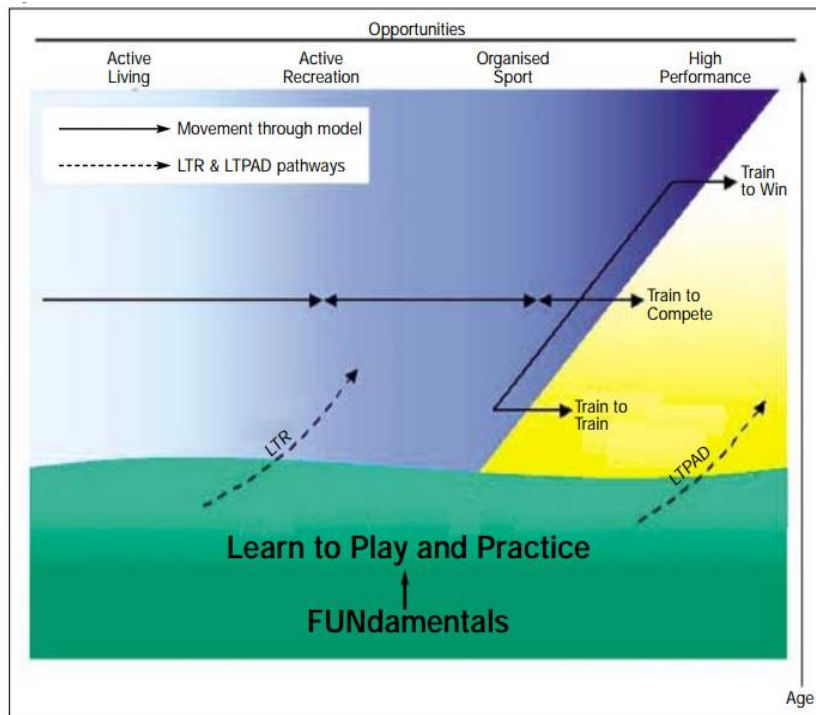 Opportunities
Active
Living
Active
Recreation
Organised
Sport
High
Performance
Movement through model
LTR & LTPAD pathways
Train
to Win
Train to
Compete
Train to
Train
LTR
LTPAD
Learn to Play and Practice
FUNdamentals
Age